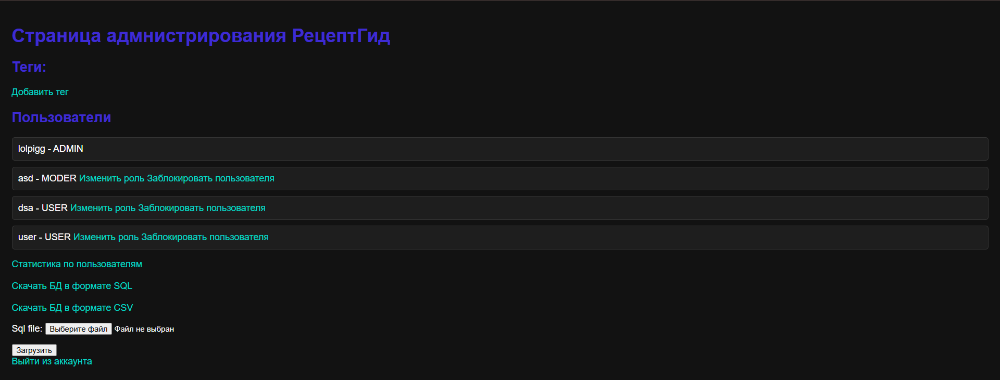 Страница адмнистрирования РецептГид
Теги:
Добавить тег
Пользователи
lolpigg - ADMIN
asd - MODER Изменить роль Заблокировать пользователя
dsa - USER Изменить роль Заблокировать пользователя
user - USER Изменить роль Заблокировать пользователя
Статистика по пользователям
Скачать БД в формате SQL
Скачать БД в формате CSV
Sql file: Выберите файл Файл не выбран
Загрузить
Выйти из аккаунта